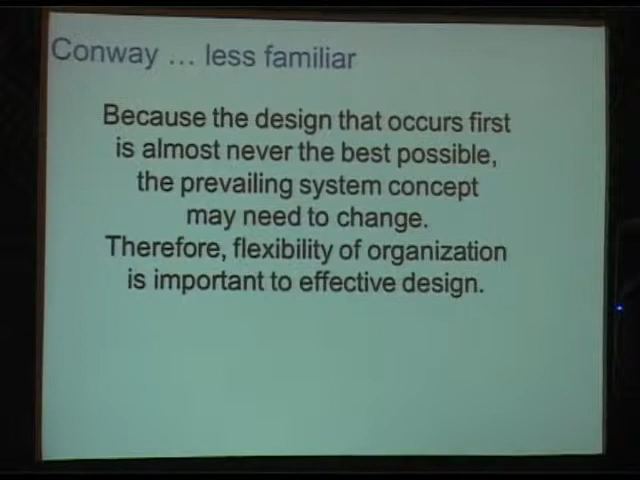 Conway ... less familiar
Because the design that occurs first
is almost never the best possible,
the prevailing system concept
may need to change.
Therefore, flexibility of organization
is important to effective design.